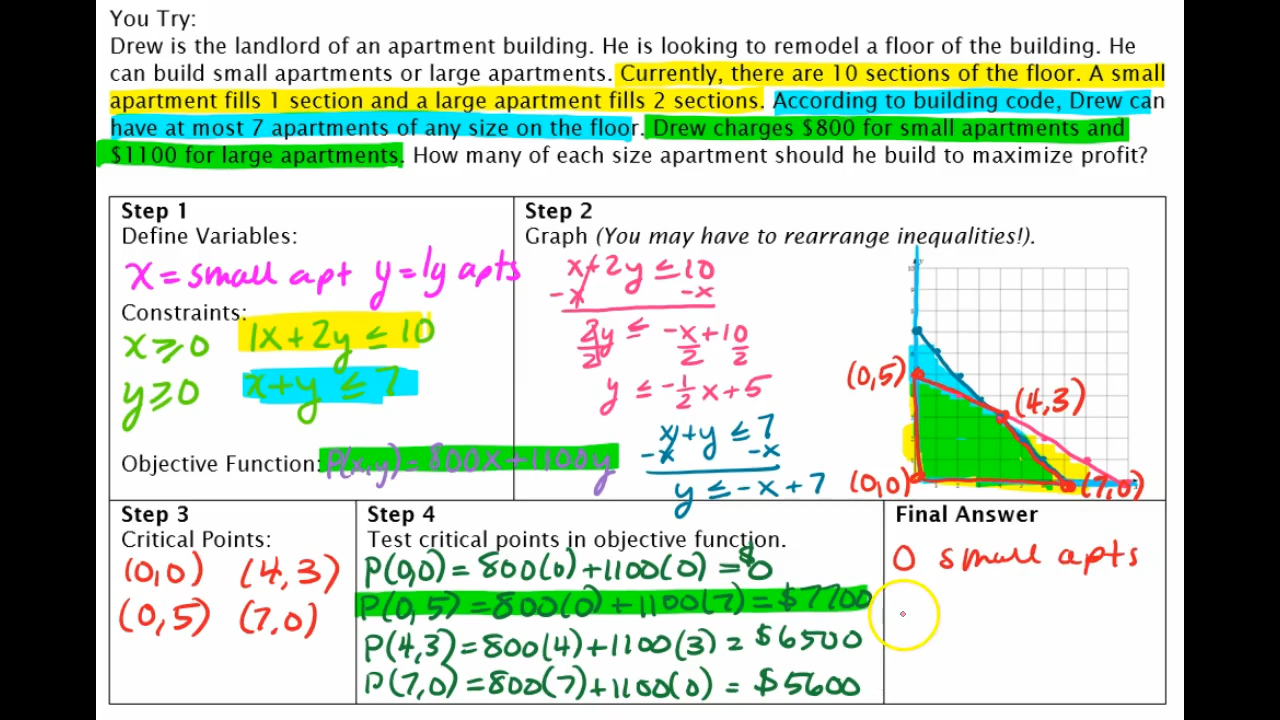 You Try:
Drew is the landlord of an apartment building. He is looking to remodel a floor of the building. He
can build small apartments or large apartments. Currently, there are 10 sections of the floor. A small
apartment fills 1 section and a large apartment fills 2 sections. According to building code, Drew can
have at most 7 apartments of any size on the floor. Drew charges $800 for small apartments and
$1100 for large apartments. How many of each size apartment should he build to maximize profit?
Step 1
Define Variables:
x = small apt y = lg apts
Constraints:
x ≥ 0 1x + 2y ≤ 10
y ≥ 0 x + y ≤ 7
Objective Function: P(x,y) = 800x + 1100y
Step 2
Graph (You may have to rearrange inequalities!).
x + 2y ≤ 10
-x -x
2y/2 ≤ -x/2 + 10/2
y ≤ -1/2 x + 5
x + y ≤ 7
-x -x
y ≤ -x + 7
(0,5)
(4,3)
(0,0)
(7,0)
Step 3
Critical Points:
(0,0) (4,3)
(0,5) (7,0)
Step 4
Test critical points in objective function.
P(0,0) = 800(0) + 1100(0) = $0
P(0,5) = 800(0) + 1100(7) = $7700
P(4,3) = 800(4) + 1100(3) = $6500
P(7,0) = 800(7) + 1100(0) = $5600
Final Answer
0 small apts